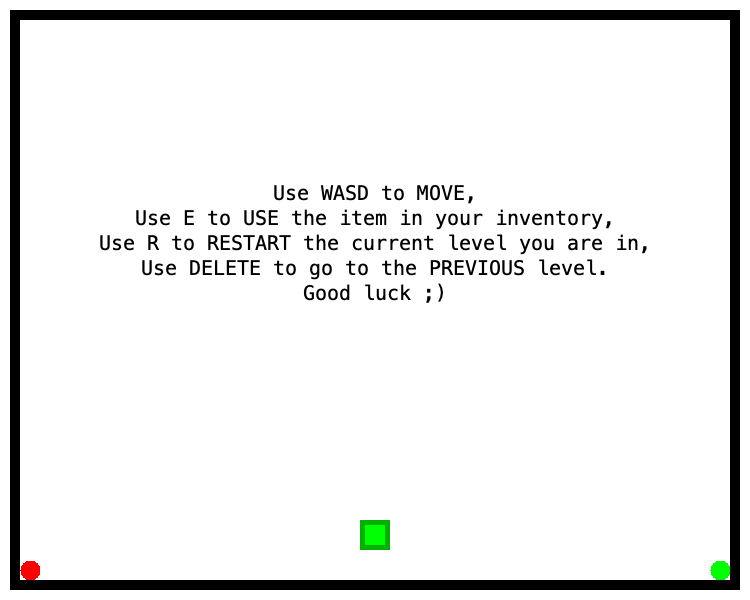 Use WASD to MOVE,
Use E to USE the item in your inventory,
Use R to RESTART the current level you are in,
Use DELETE to go to the PREVIOUS level.
Good luck ;)